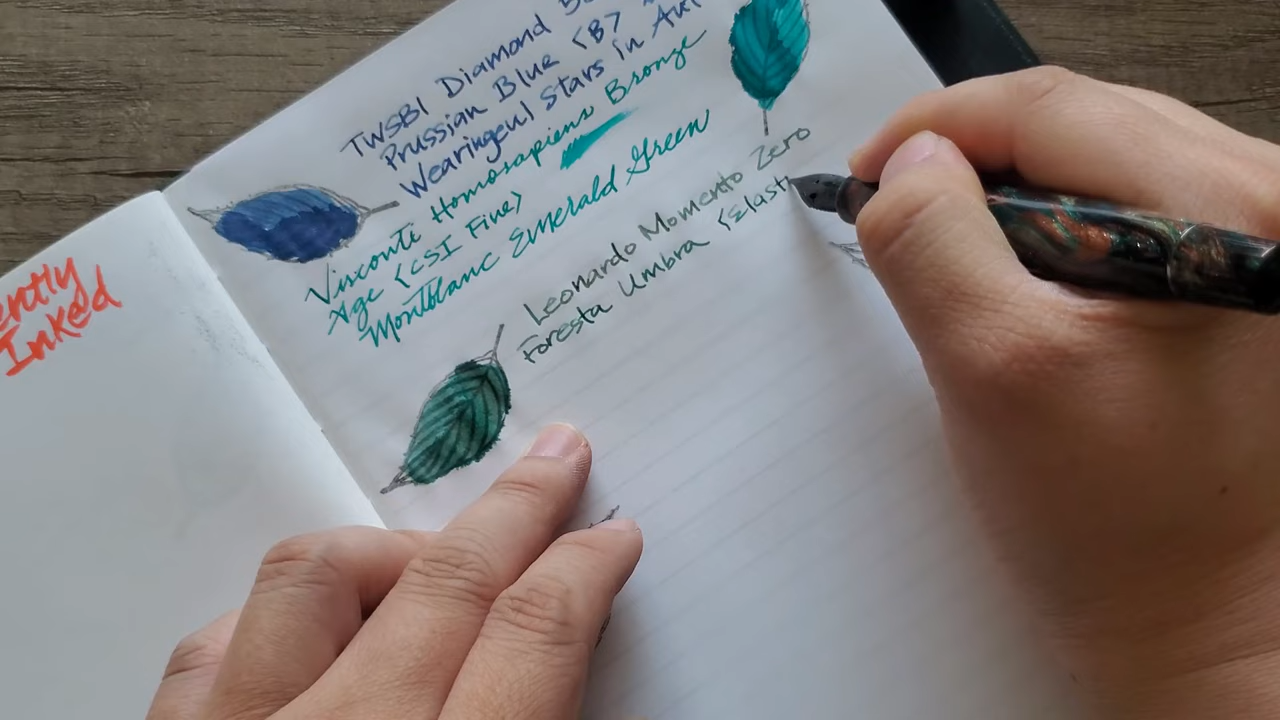 ently
Inked
TWSBI Diamond
Prussian Blue <B>
Wearingeul Stars in
Visconti Homosapiens Bronze
Age <CSI Fine>
Montblanc Emerald Green
Leonardo Momento Zero
Foresta Umbra <Elast